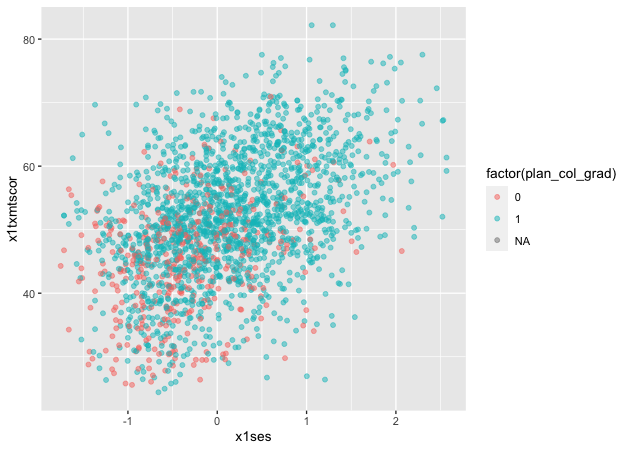 80
60
40
x1txmtscor
-1
0
1
2
x1ses
factor(plan_col_grad)
0
1
NA